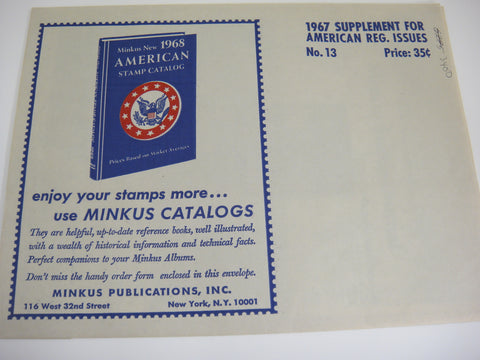 1967 SUPPLEMENT FOR
AMERICAN REG. ISSUES
No. 13 Price: 35¢
Minkus New 1968
AMERICAN
STAMP CATALOG
Prices Based on Market Averages
enjoy your stamps more...
use MINKUS CATALOGS
They are helpful, up-to-date reference books, well illustrated,
with a wealth of historical information and technical facts.
Perfect companions to your Minkus Albums.
Don't miss the handy order form enclosed in this envelope.
MINKUS PUBLICATIONS, INC.
116 West 32nd Street New York, N.Y. 10001